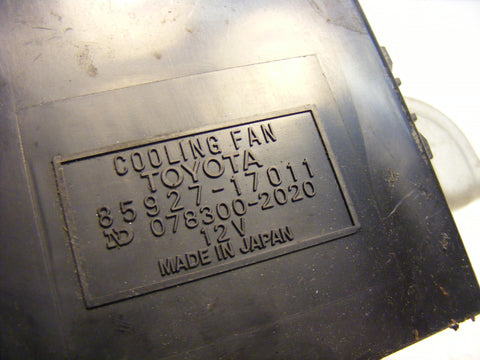 COOLING FAN
TOYOTA
85927-17011
ND 078300-2020
12V
MADE IN JAPAN